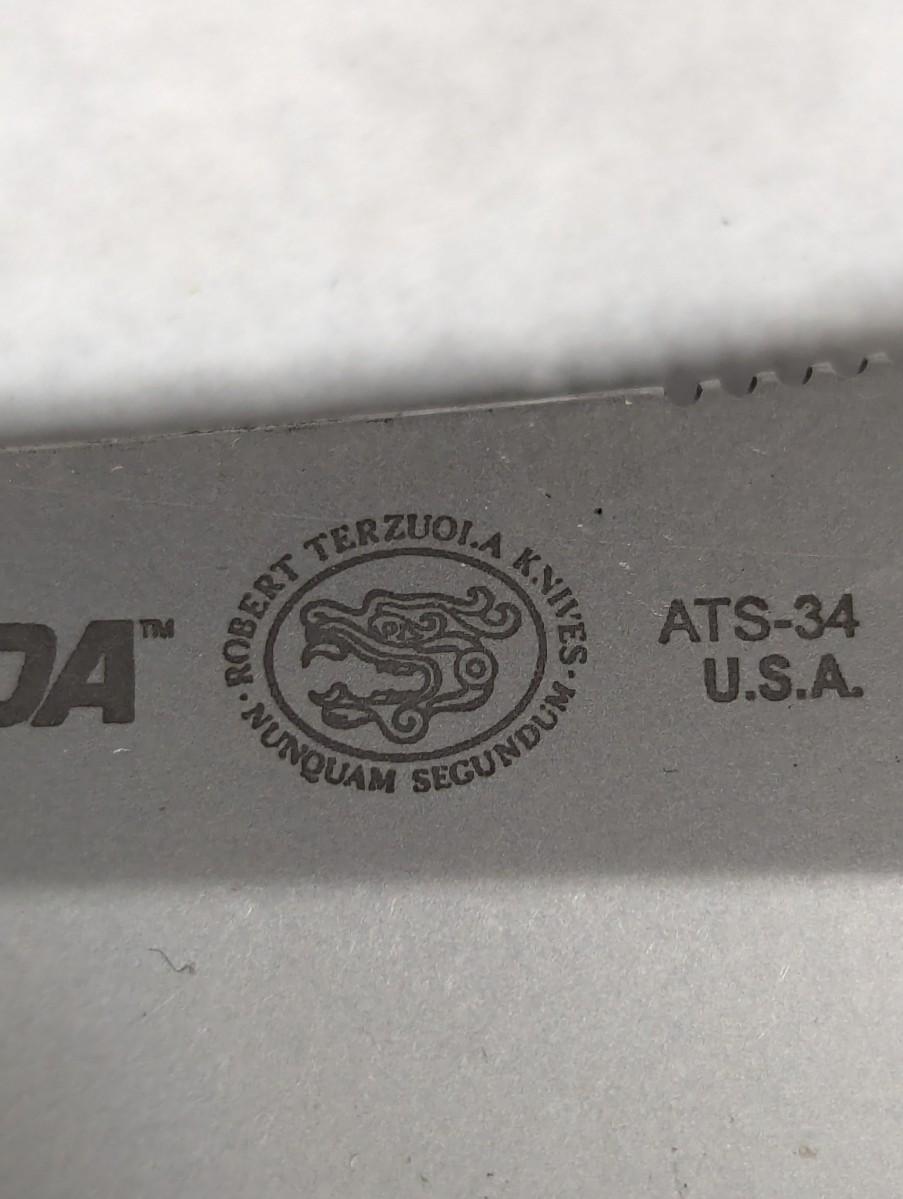 DA™
ROBERT TERZUOLA KNIVES
· NUNQUAM SEGUNDUM ·
ATS-34
U.S.A.